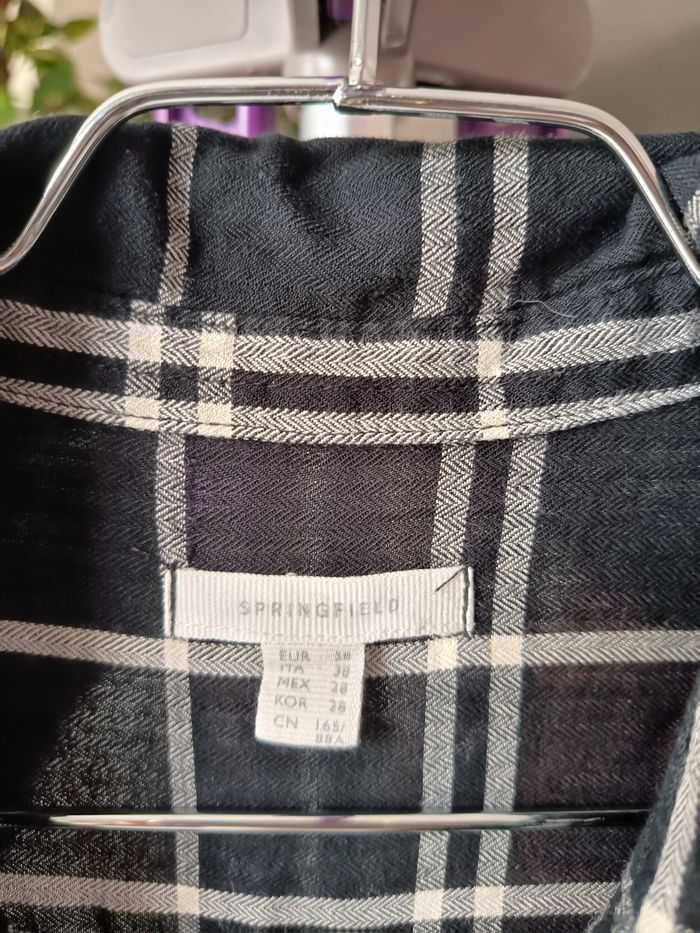 SPRINGFIELD
EUR 38
ITA 38
MEX 28
KOR 28
CN 165/
88A